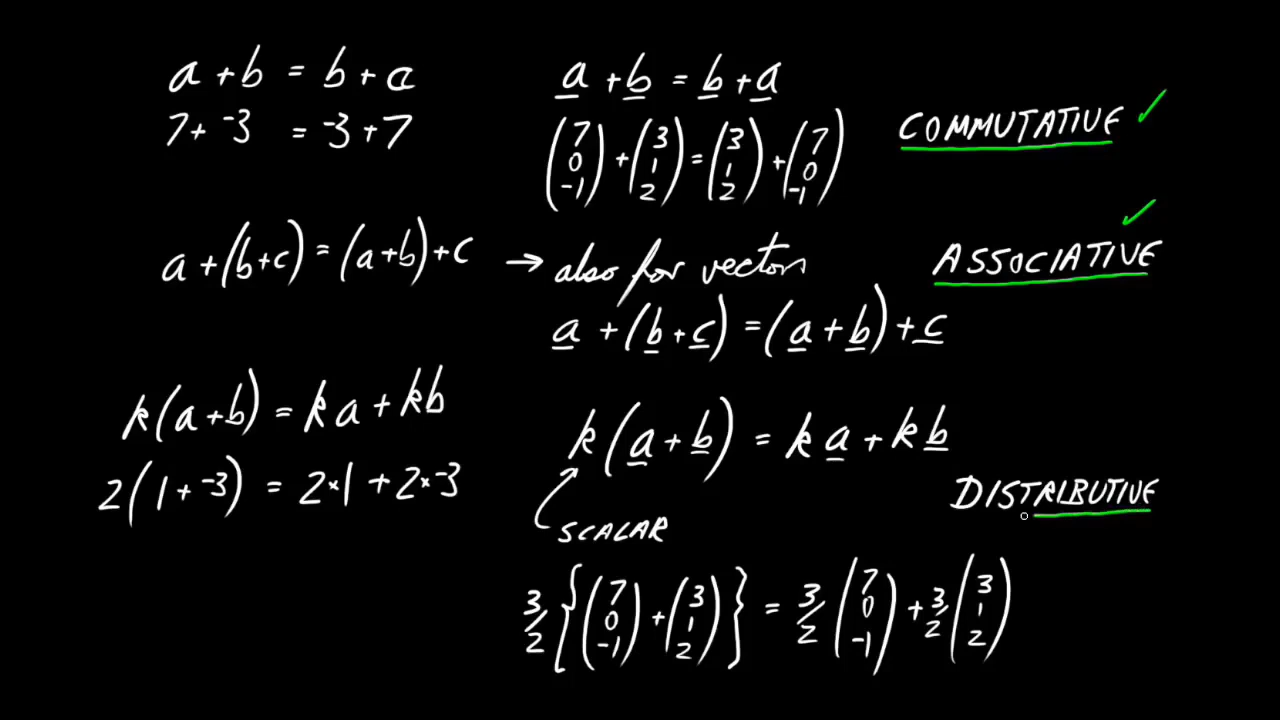 a + b = b + a
7 + -3 = -3 + 7
a + b = b + a
(7 0 -1) + (3 1 2) = (3 1 2) + (7 0 -1)
COMMUTATIVE ✓
a + (b + c) = (a + b) + c → also for vectors
a + (b + c) = (a + b) + c
ASSOCIATIVE ✓
k(a + b) = ka + kb
2(1 + -3) = 2 × 1 + 2 × -3
k(a + b) = ka + kb
SCALAR
DISTRIBUTIVE
3/2 {(7 0 -1) + (3 1 2)} = 3/2 (7 0 -1) + 3/2 (3 1 2)